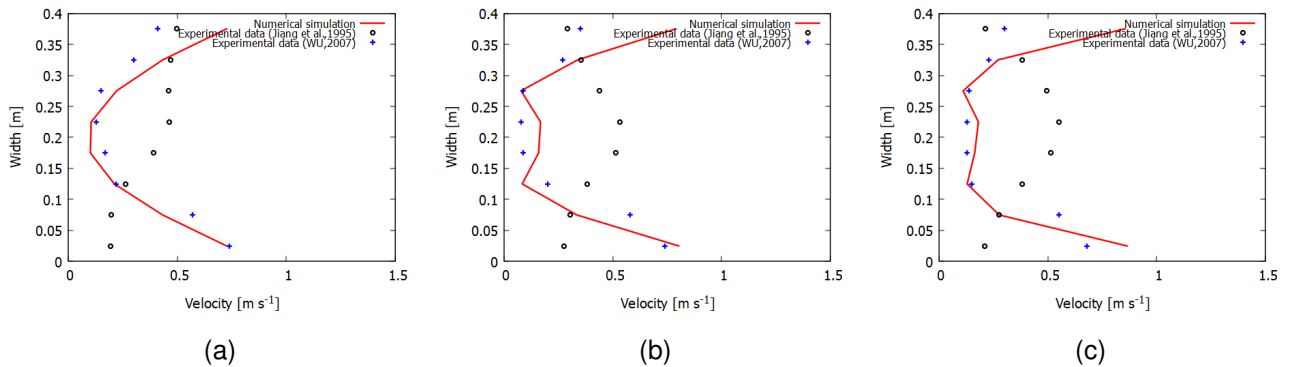 Width [m]
0.4
0.35
0.3
0.25
0.2
0.15
0.1
0.05
0
0
0.5
1
1.5
Velocity [m s-1]
Numerical simulation
Experimental data (Jiang et al.,1995)
Experimental data (WU,2007)
(a)
Width [m]
0.4
0.35
0.3
0.25
0.2
0.15
0.1
0.05
0
0
0.5
1
1.5
Velocity [m s-1]
Numerical simulation
Experimental data (Jiang et al.,1995)
Experimental data (WU,2007)
(b)
Width [m]
0.4
0.35
0.3
0.25
0.2
0.15
0.1
0.05
0
0
0.5
1
1.5
Velocity [m s-1]
Numerical simulation
Experimental data (Jiang et al.,1995)
Experimental data (WU,2007)
(c)